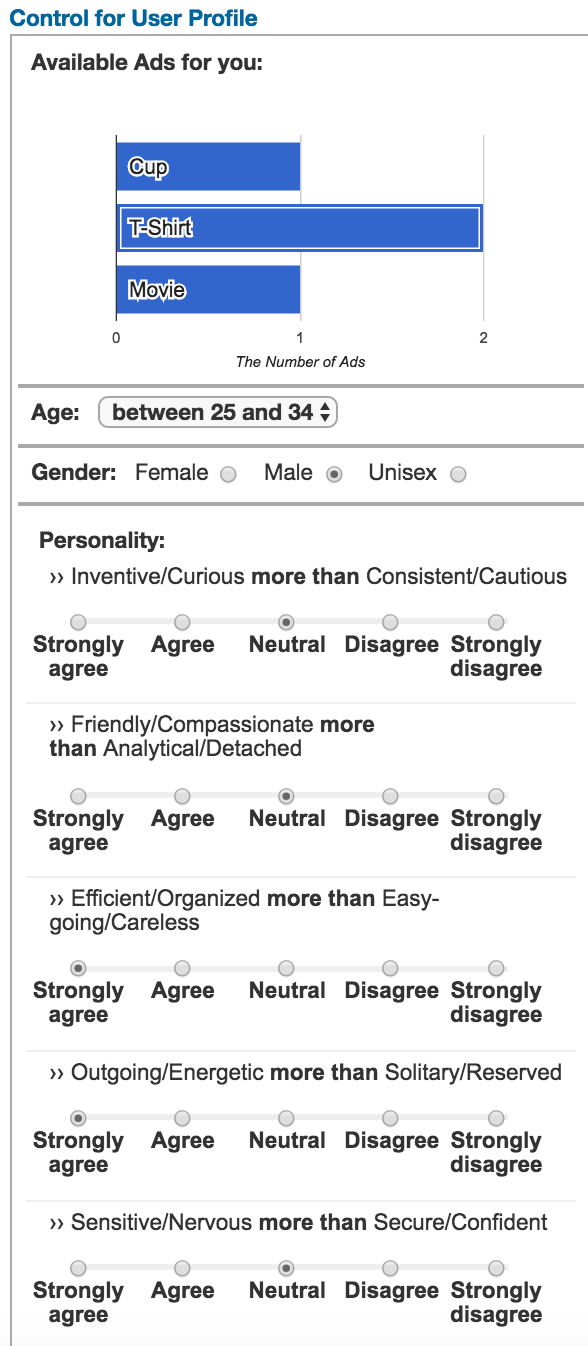 Control for User Profile
Available Ads for you:
Cup
T-Shirt
Movie
0 1 2
The Number of Ads
Age: between 25 and 34
Gender: Female Male Unisex
Personality:
›› Inventive/Curious more than Consistent/Cautious
Strongly agree Agree Neutral Disagree Strongly disagree
›› Friendly/Compassionate more
than Analytical/Detached
Strongly agree Agree Neutral Disagree Strongly disagree
›› Efficient/Organized more than Easy-
going/Careless
Strongly agree Agree Neutral Disagree Strongly disagree
›› Outgoing/Energetic more than Solitary/Reserved
Strongly agree Agree Neutral Disagree Strongly disagree
›› Sensitive/Nervous more than Secure/Confident
Strongly agree Agree Neutral Disagree Strongly disagree